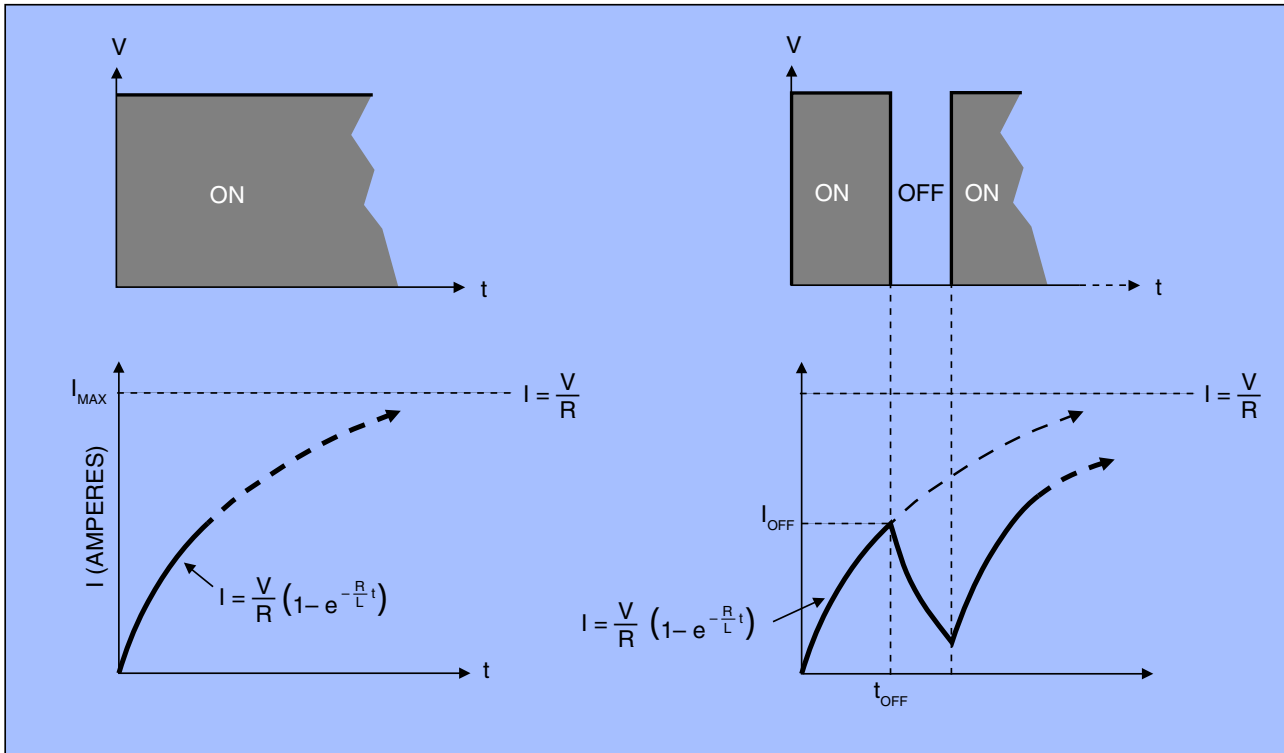 V
ON
t
I_MAX
I = V/R
I (AMPERES)
I = V/R (1– e^(–R/L t))
t
V
ON OFF ON
t
I = V/R
I_OFF
I = V/R (1– e^(–R/L t))
t_OFF